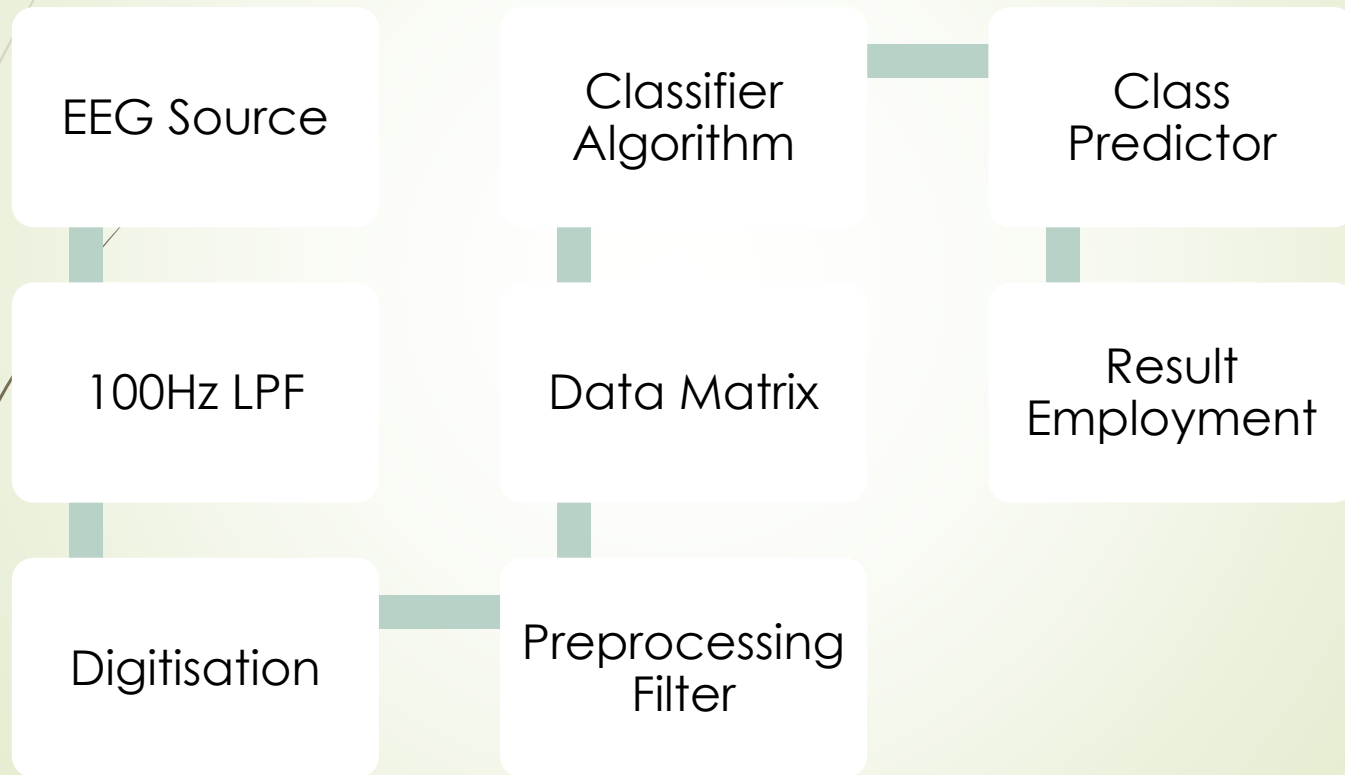 EEG Source
100Hz LPF
Digitisation
Preprocessing
Filter
Data Matrix
Classifier
Algorithm
Class
Predictor
Result
Employment